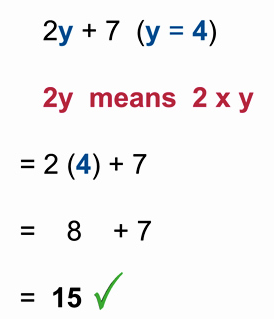 2y + 7 (y = 4)
2y means 2 x y
= 2 (4) + 7
= 8 + 7
= 15 ✓